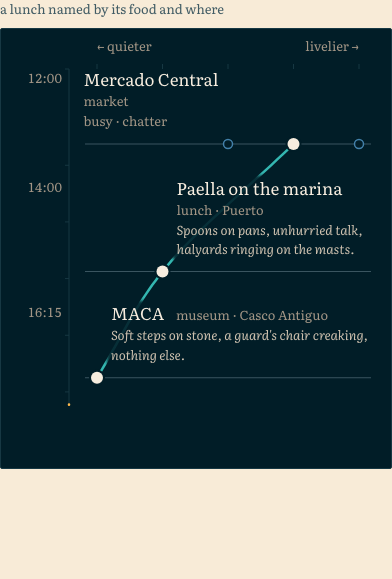 a lunch named by its food and where
← quieter
livelier →
12:00
Mercado Central
market
busy · chatter
14:00
Paella on the marina
lunch · Puerto
Spoons on pans, unhurried talk,
halyards ringing on the masts.
16:15
MACA museum · Casco Antiguo
Soft steps on stone, a guard's chair creaking,
nothing else.